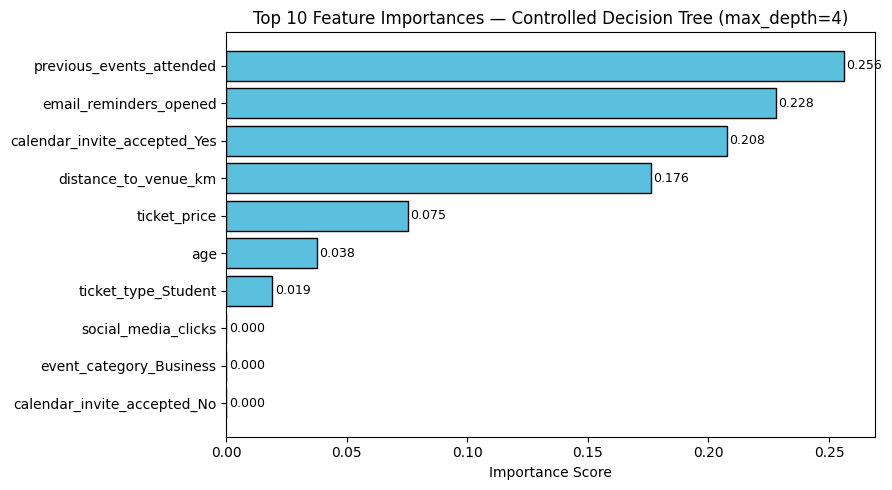 Top 10 Feature Importances — Controlled Decision Tree (max_depth=4)
previous_events_attended 0.256
email_reminders_opened 0.228
calendar_invite_accepted_Yes 0.208
distance_to_venue_km 0.176
ticket_price 0.075
age 0.038
ticket_type_Student 0.019
social_media_clicks 0.000
event_category_Business 0.000
calendar_invite_accepted_No 0.000
0.00 0.05 0.10 0.15 0.20 0.25
Importance Score